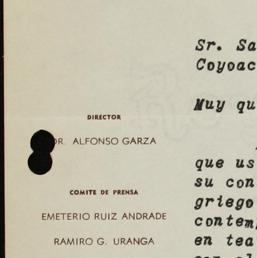 Sr. Sa
Coyoac
Muy qu
DIRECTOR
DR. ALFONSO GARZA
que us
su con
COMITE DE PRENSA
griego
EMETERIO RUIZ ANDRADE
contem
RAMIRO G. URANGA
en tea